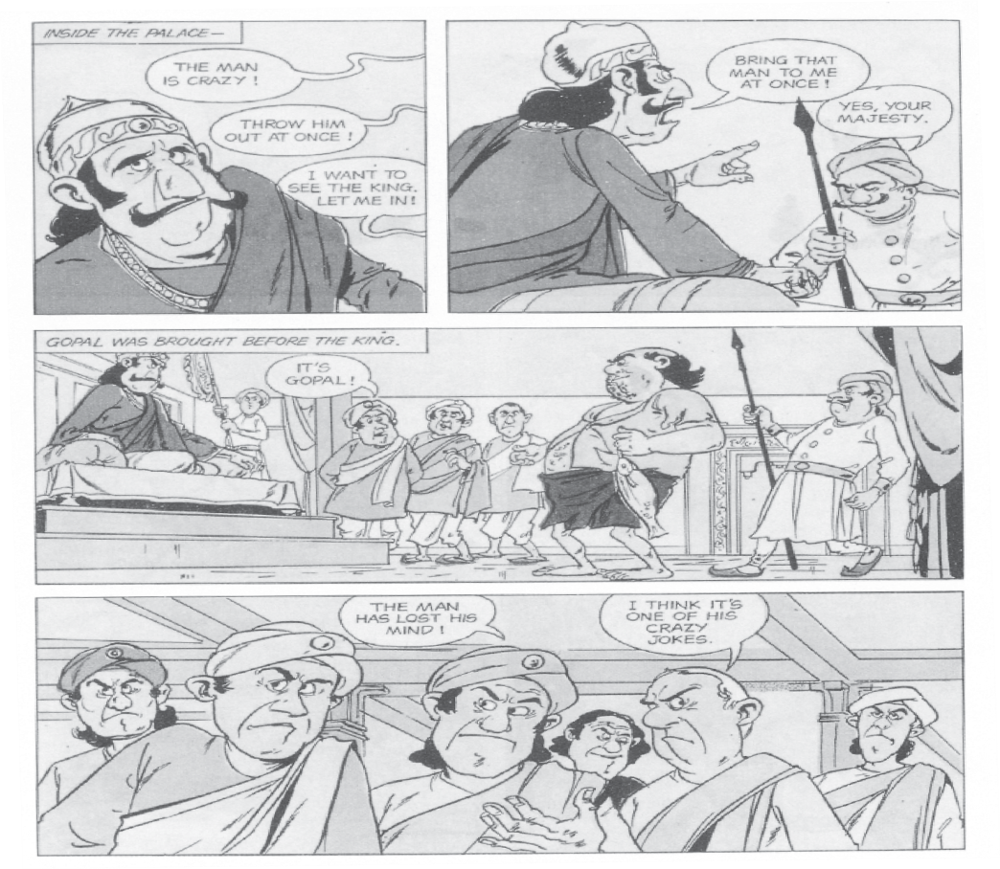 INSIDE THE PALACE—
THE MAN
IS CRAZY !
THROW HIM
OUT AT ONCE !
I WANT TO
SEE THE KING.
LET ME IN!
BRING THAT
MAN TO ME
AT ONCE !
YES, YOUR
MAJESTY.
GOPAL WAS BROUGHT BEFORE THE KING.
IT'S
GOPAL !
THE MAN
HAS LOST HIS
MIND !
I THINK IT'S
ONE OF HIS
CRAZY
JOKES.